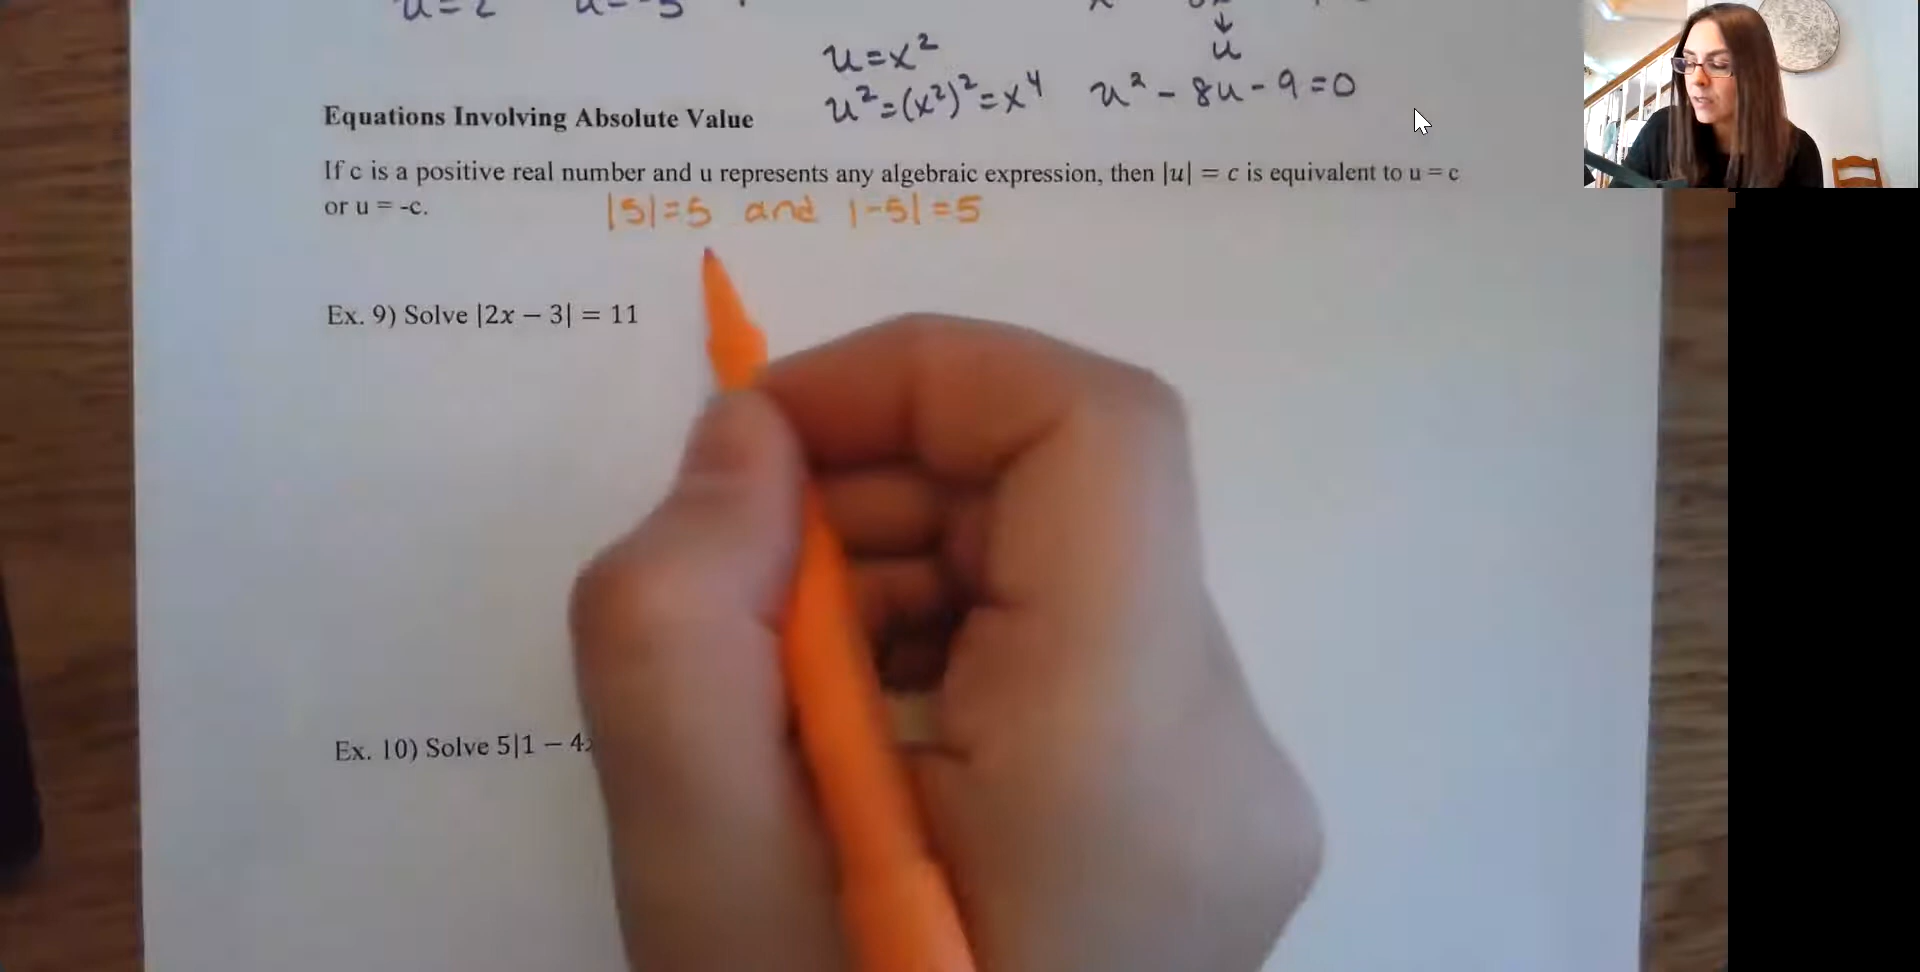 u=2 u=-5
u=x²
u
u²=(x²)²=x⁴ u²-8u-9=0
Equations Involving Absolute Value
If c is a positive real number and u represents any algebraic expression, then |u| = c is equivalent to u = c
or u = -c. |5|=5 and |-5|=5
Ex. 9) Solve |2x − 3| = 11
Ex. 10) Solve 5|1 − 4